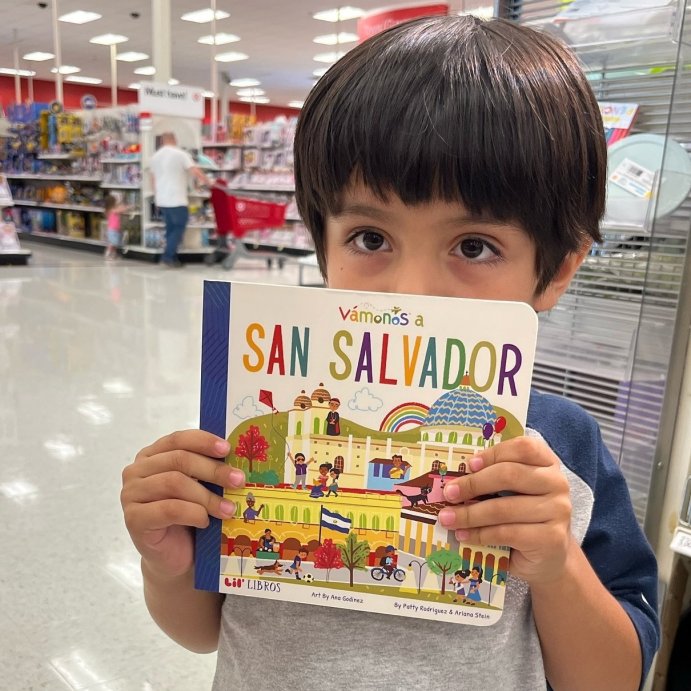 Vámonos a
SAN SALVADOR
Lil' LIBROS
Art By Ana Godinez
By Patty Rodriguez & Ariana Stein